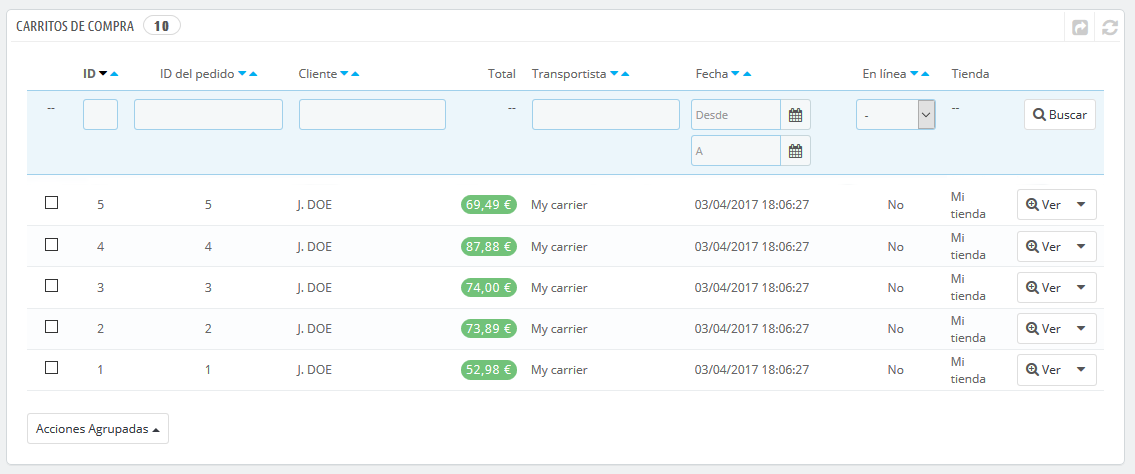 CARRITOS DE COMPRA 10
ID ID del pedido Cliente Total Transportista Fecha En línea Tienda
-- -- Desde - -- Buscar
A
5 5 J. DOE 69,49 € My carrier 03/04/2017 18:06:27 No Mi tienda Ver
4 4 J. DOE 87,88 € My carrier 03/04/2017 18:06:27 No Mi tienda Ver
3 3 J. DOE 74,00 € My carrier 03/04/2017 18:06:27 No Mi tienda Ver
2 2 J. DOE 73,89 € My carrier 03/04/2017 18:06:27 No Mi tienda Ver
1 1 J. DOE 52,98 € My carrier 03/04/2017 18:06:27 No Mi tienda Ver
Acciones Agrupadas